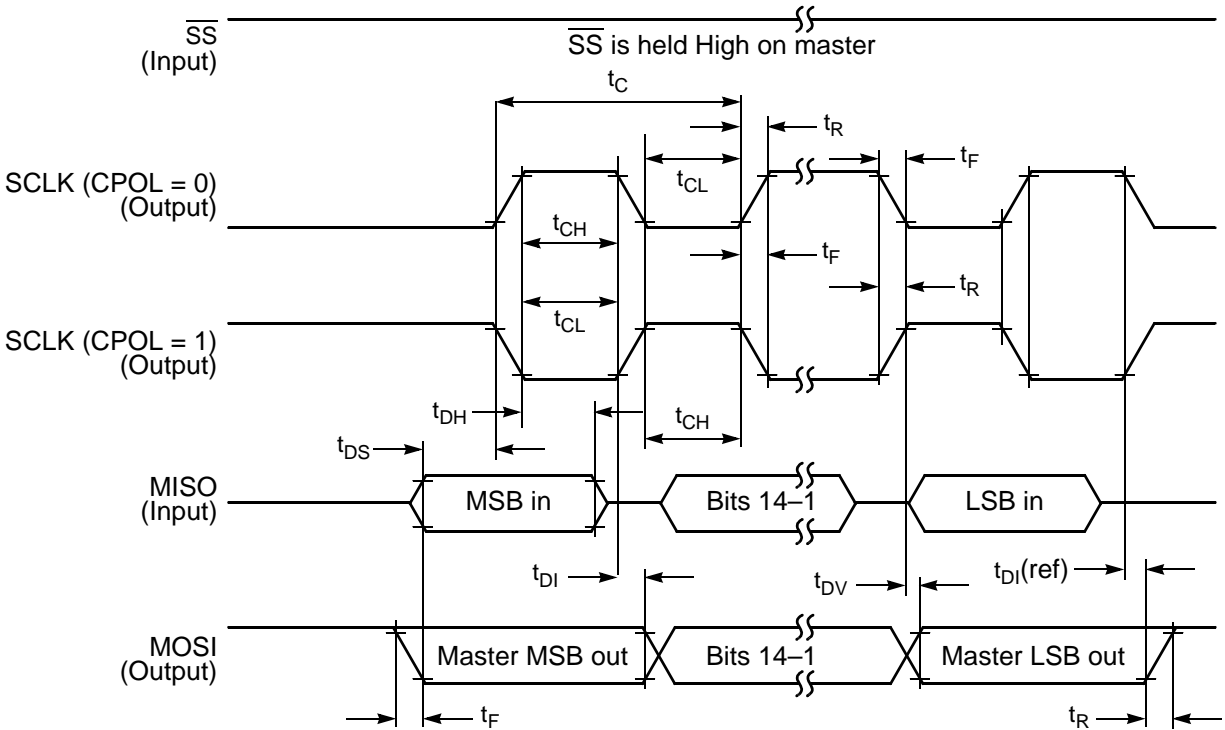 SS
(Input)
SS is held High on master
tC
tR
SCLK (CPOL = 0)
(Output)
tCL
tF
tCH
tF
tR
tCL
SCLK (CPOL = 1)
(Output)
tDH
tCH
tDS
MISO
(Input)
MSB in
Bits 14–1
LSB in
tDI
tDV
tDI(ref)
MOSI
(Output)
Master MSB out
Bits 14–1
Master LSB out
tF
tR